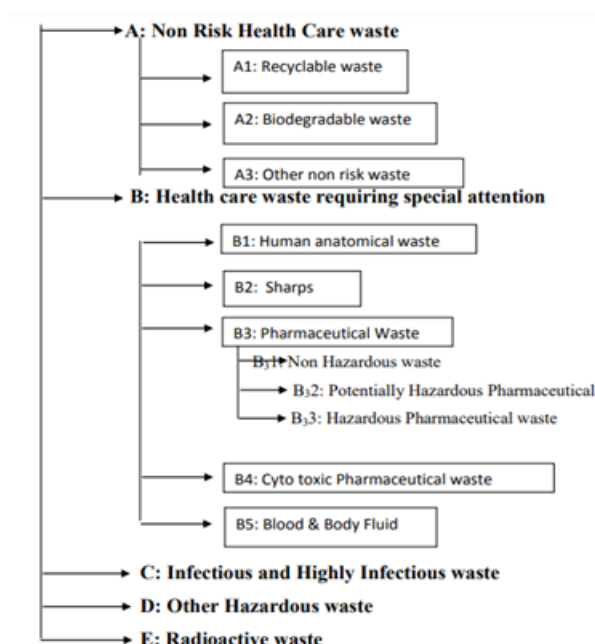 A: Non Risk Health Care waste
A1: Recyclable waste
A2: Biodegradable waste
A3: Other non risk waste
B: Health care waste requiring special attention
B1: Human anatomical waste
B2: Sharps
B3: Pharmaceutical Waste
B₃1: Non Hazardous waste
B₃2: Potentially Hazardous Pharmaceutical
B₃3: Hazardous Pharmaceutical waste
B4: Cyto toxic Pharmaceutical waste
B5: Blood & Body Fluid
C: Infectious and Highly Infectious waste
D: Other Hazardous waste
E: Radioactive waste